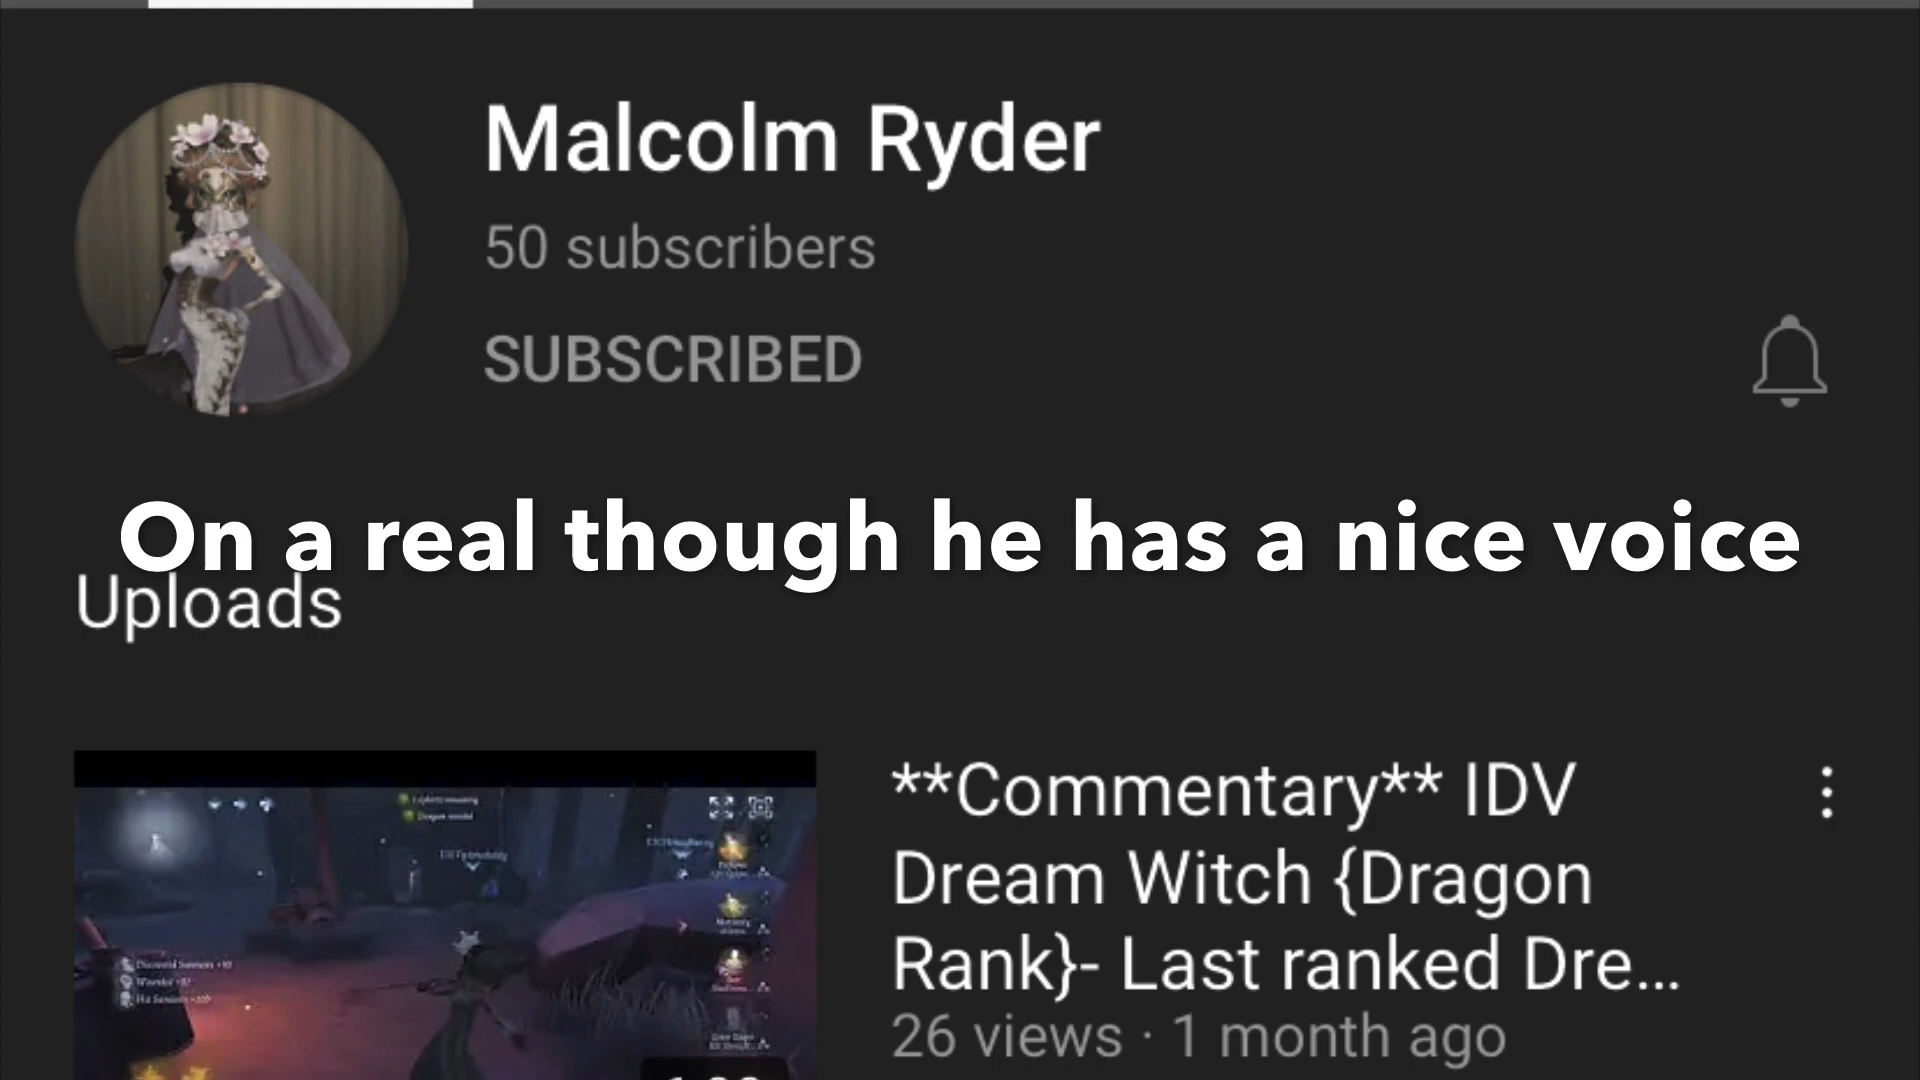 Malcolm Ryder
50 subscribers
SUBSCRIBED
On a real though he has a nice voice
Uploads
**Commentary** IDV
Dream Witch {Dragon
Rank}- Last ranked Dre...
26 views · 1 month ago